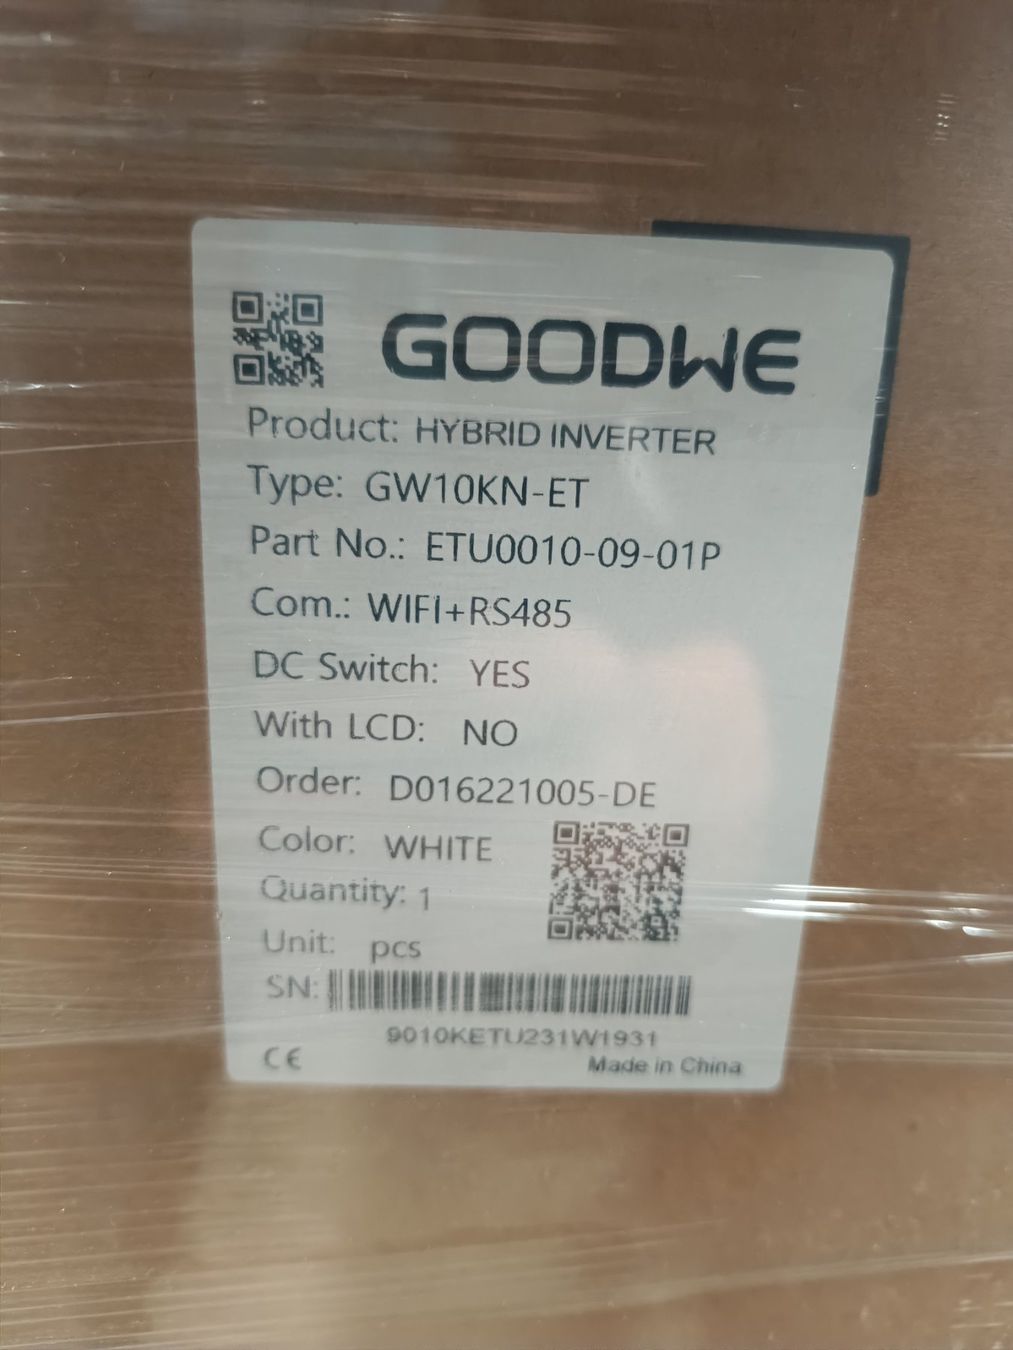 GOODWE
Product: HYBRID INVERTER
Type: GW10KN-ET
Part No.: ETU0010-09-01P
Com.: WIFI+RS485
DC Switch: YES
With LCD: NO
Order: D016221005-DE
Color: WHITE
Quantity: 1
Unit: pcs
SN:
9010KETU231W1931
CE
Made in China